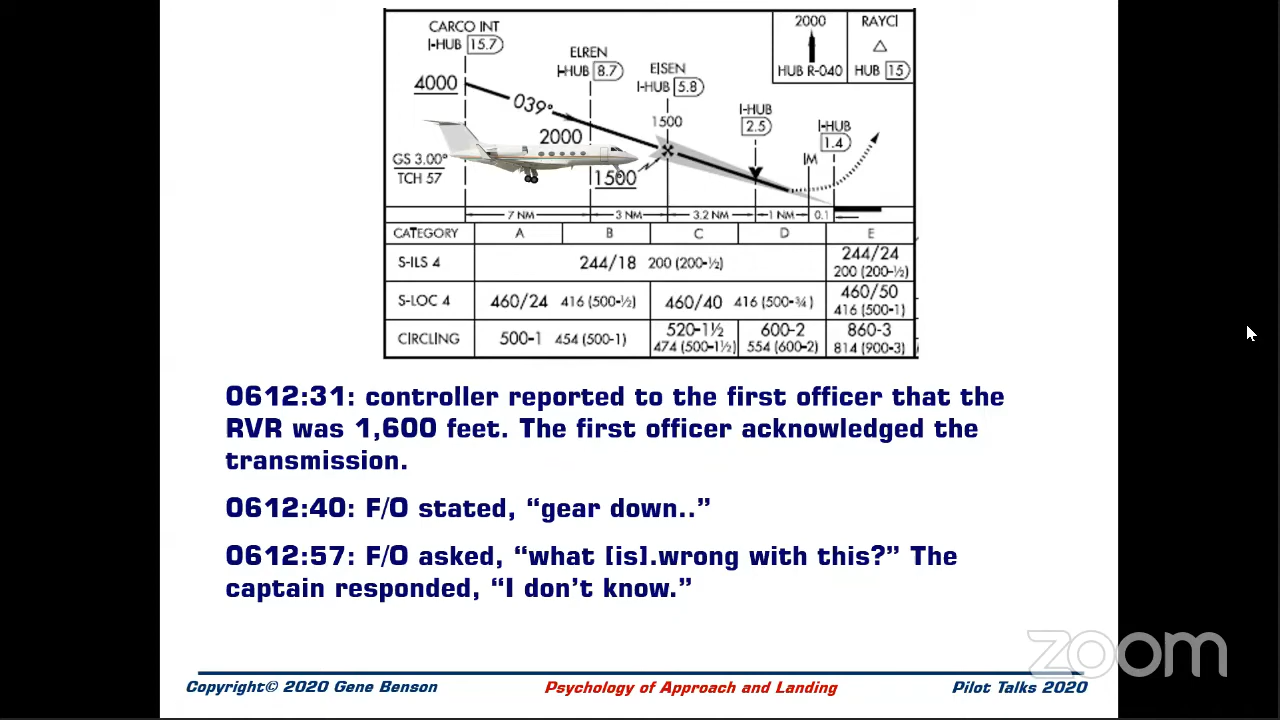 CARCO INT
I-HUB 15.7
4000
039°
ELREN
I-HUB 8.7
EISEN
I-HUB 5.8
1500
2000
1500
GS 3.00°
TCH 57
I-HUB
2.5
I-HUB
1.4
IM
2000
HUB R-040
RAYCI
HUB 15
7 NM 3 NM 3.2 NM 1 NM 0.1
CATEGORY A B C D E
S-ILS 4 244/18 200 (200-½) 244/24
200 (200-½)
S-LOC 4 460/24 416 (500-½) 460/40 416 (500-¾) 460/50
416 (500-1)
CIRCLING 500-1 454 (500-1) 520-1½ 600-2 860-3
474 (500-1½) 554 (600-2) 814 (900-3)
0612:31: controller reported to the first officer that the
RVR was 1,600 feet. The first officer acknowledged the
transmission.
0612:40: F/O stated, “gear down..”
0612:57: F/O asked, “what [is].wrong with this?” The
captain responded, “I don’t know.”
zoom
Copyright© 2020 Gene Benson Psychology of Approach and Landing Pilot Talks 2020